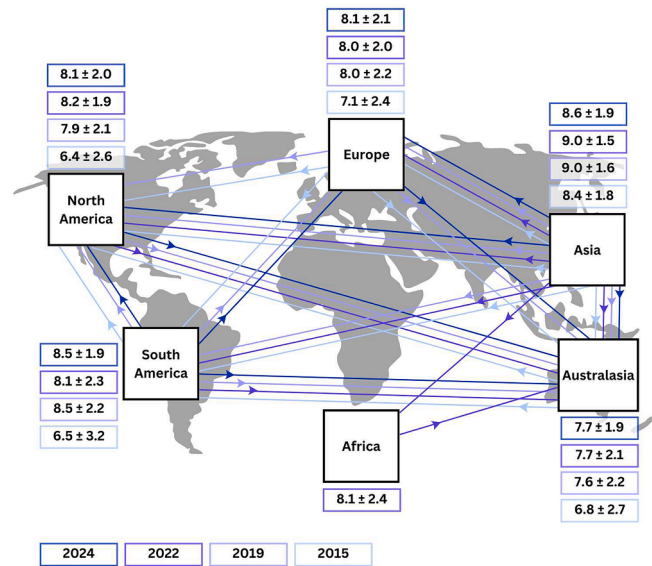 8.1 ± 2.1
8.0 ± 2.0
8.0 ± 2.2
7.1 ± 2.4
Europe
8.1 ± 2.0
8.2 ± 1.9
7.9 ± 2.1
6.4 ± 2.6
North
America
8.6 ± 1.9
9.0 ± 1.5
9.0 ± 1.6
8.4 ± 1.8
Asia
8.5 ± 1.9
8.1 ± 2.3
8.5 ± 2.2
6.5 ± 3.2
South
America
Australasia
7.7 ± 1.9
7.7 ± 2.1
7.6 ± 2.2
6.8 ± 2.7
Africa
8.1 ± 2.4
2024
2022
2019
2015